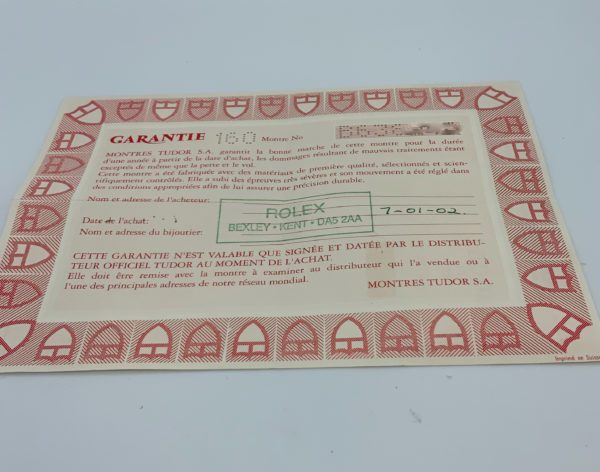 GARANTIE 160 Montre No
MONTRES TUDOR S.A. garantit la bonne marche de cette montre pour la durée
d'une année à partir de la date d'achat, les dommages résultant de mauvais traitements étant
exceptés de même que la perte et le vol.
Cette montre a été fabriquée avec des matériaux de première qualité, sélectionnés et scien-
tifiquement contrôlés. Elle a subi des épreuves très sévères et son mouvement a été réglé dans
des conditions appropriées afin de lui assurer une précision durable.
Nom et adresse de l'acheteur:
ROLEX
Date de l'achat:
7-01-02.
BEXLEY • KENT • DA5 2AA
Nom et adresse du bijoutier:
CETTE GARANTIE N'EST VALABLE QUE SIGNÉE ET DATÉE PAR LE DISTRIBU-
TEUR OFFICIEL TUDOR AU MOMENT DE L'ACHAT.
Elle doit être remise avec la montre à examiner au distributeur qui l'a vendue ou à
l'une des principales adresses de notre réseau mondial.
MONTRES TUDOR S.A.
Imprimé en Suisse